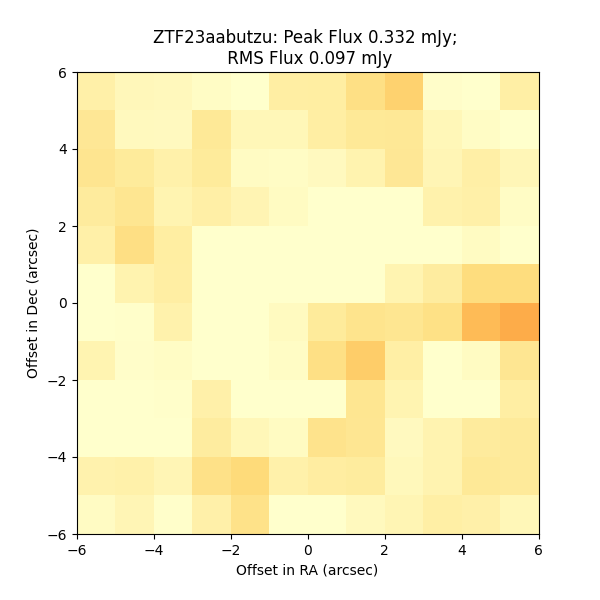 ZTF23aabutzu: Peak Flux 0.332 mJy;
RMS Flux 0.097 mJy
6
4
2
0
−2
−4
−6
Offset in Dec (arcsec)
−6 −4 −2 0 2 4 6
Offset in RA (arcsec)